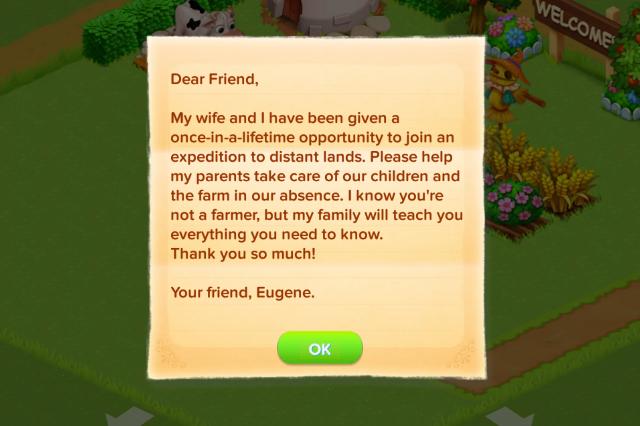 WELCOME
Dear Friend,
My wife and I have been given a
once-in-a-lifetime opportunity to join an
expedition to distant lands. Please help
my parents take care of our children and
the farm in our absence. I know you're
not a farmer, but my family will teach you
everything you need to know.
Thank you so much!
Your friend, Eugene.
OK